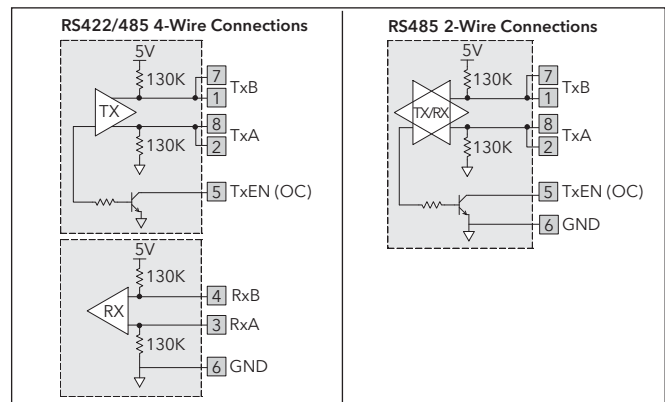 RS422/485 4-Wire Connections
5V
130K
7
TxB
1
TX
8
TxA
130K
2
5
TxEN (OC)
5V
130K
4
RxB
RX
3
RxA
130K
6
GND
RS485 2-Wire Connections
5V
130K
7
TxB
1
TX/RX
8
TxA
130K
2
5
TxEN (OC)
6
GND